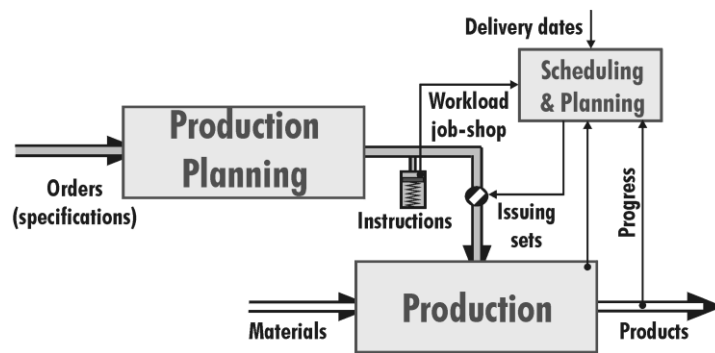 Delivery dates
Scheduling
& Planning
Workload
job-shop
Production
Planning
Orders
(specifications)
Instructions
Issuing
sets
Progress
Production
Materials
Products